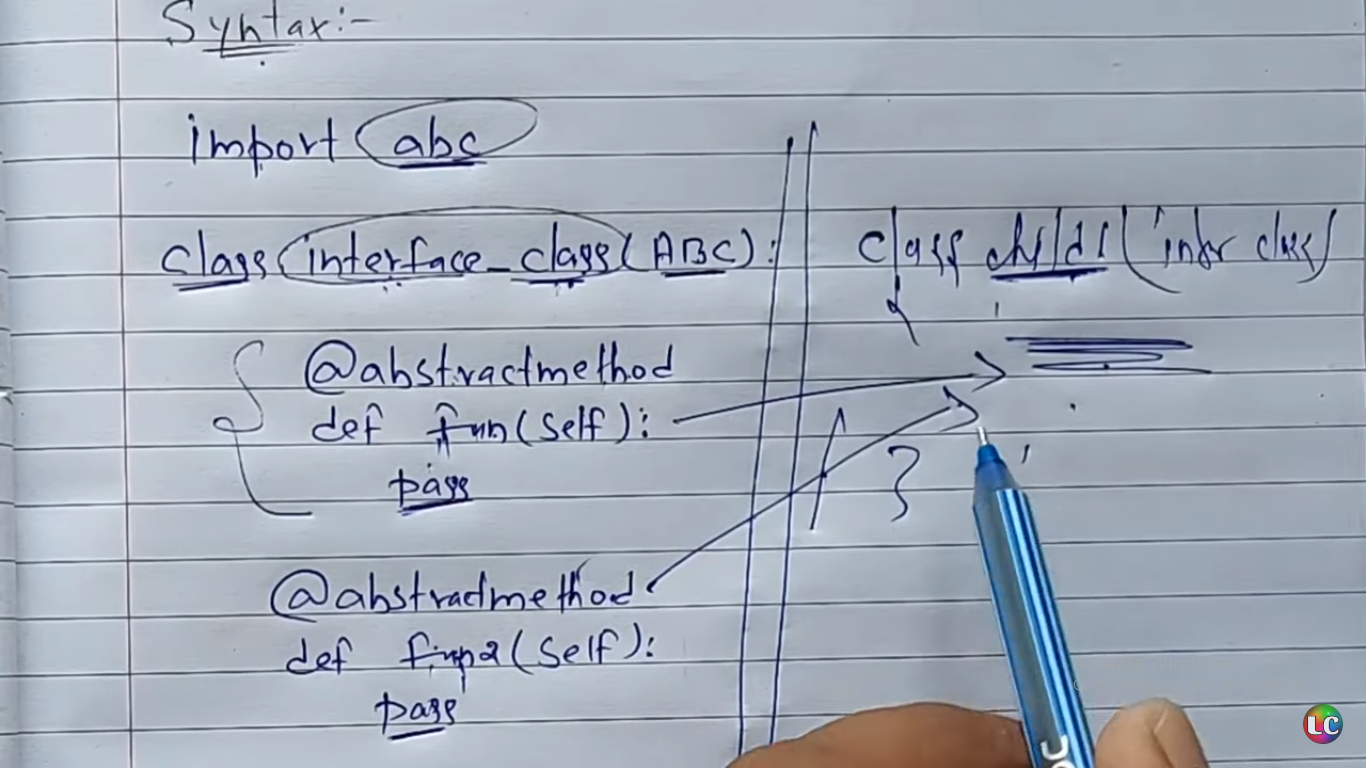 Syntax:-
import abc
class interface_class(ABC):
@abstractmethod
def fun(self):
pass
@abstractmethod
def fun2(self):
pass
class child1(inter class)
{
}
LC